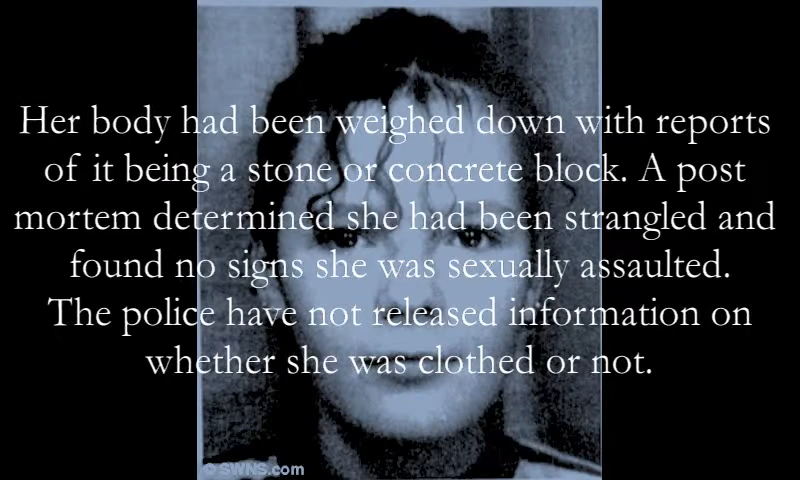 Her body had been weighed down with reports
of it being a stone or concrete block. A post
mortem determined she had been strangled and
found no signs she was sexually assaulted.
The police have not released information on
whether she was clothed or not.
© SWNS.com